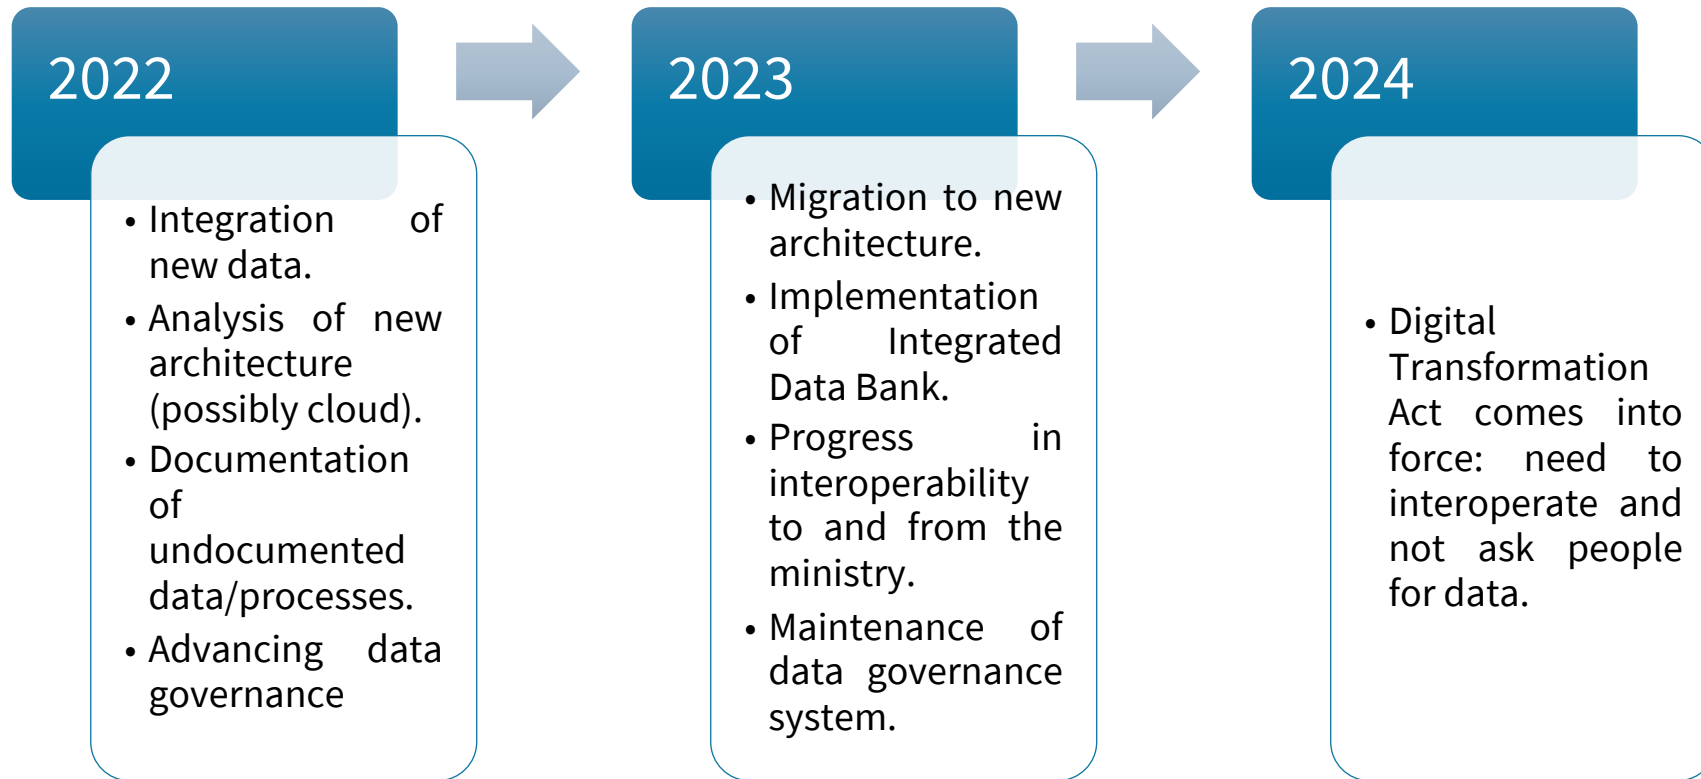 2022
• Integration of
new data.
• Analysis of new
architecture
(possibly cloud).
• Documentation
of
undocumented
data/processes.
• Advancing data
governance
2023
• Migration to new
architecture.
• Implementation
of Integrated
Data Bank.
• Progress in
interoperability
to and from the
ministry.
• Maintenance of
data governance
system.
2024
• Digital
Transformation
Act comes into
force: need to
interoperate and
not ask people
for data.